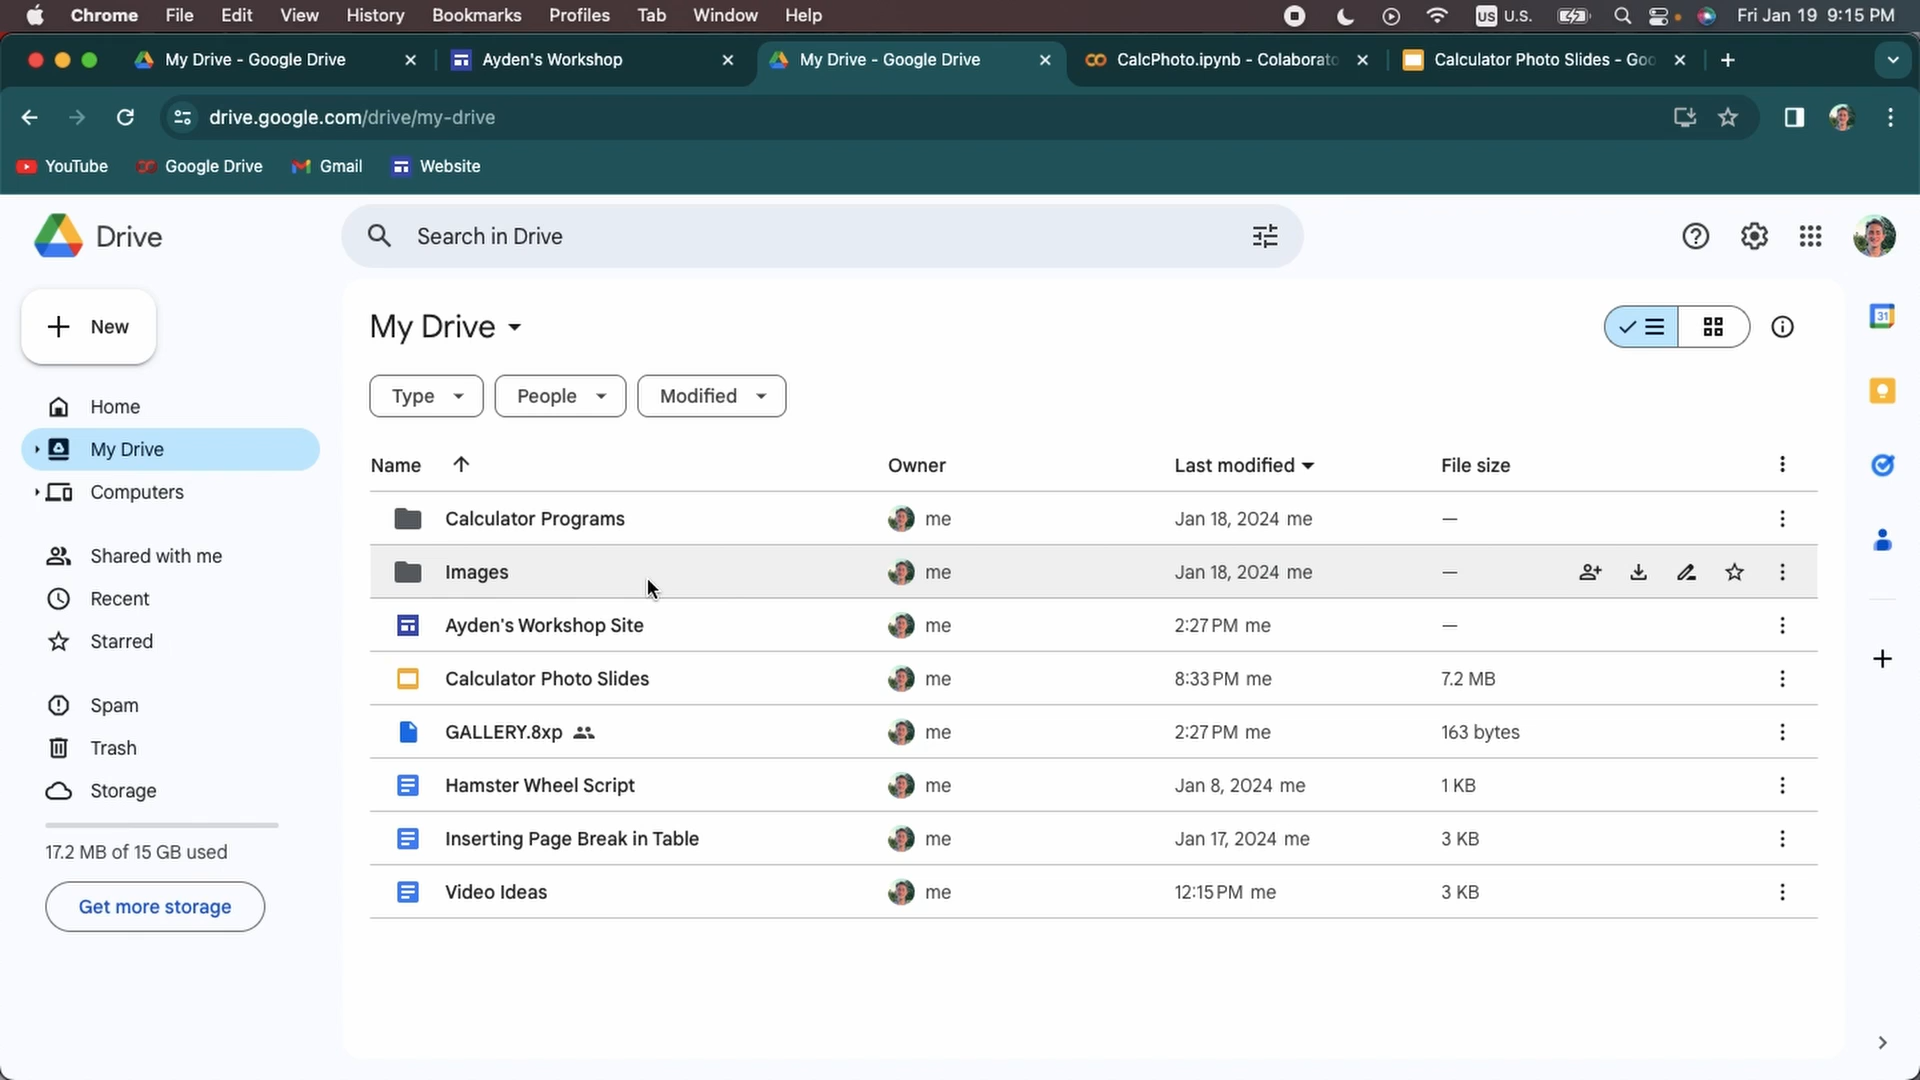 Chrome File Edit View History Bookmarks Profiles Tab Window Help US U.S. Fri Jan 19 9:15 PM
My Drive - Google Drive Ayden's Workshop My Drive - Google Drive CalcPhoto.ipynb - Colaborato Calculator Photo Slides - Goo
drive.google.com/drive/my-drive
YouTube Google Drive Gmail Website
Drive Search in Drive
New
My Drive
31
Type People Modified
Home
My Drive
Computers
Shared with me
Recent
Starred
Spam
Trash
Storage
17.2 MB of 15 GB used
Get more storage
Name Owner Last modified File size
Calculator Programs me Jan 18, 2024 me —
Images me Jan 18, 2024 me —
Ayden's Workshop Site me 2:27 PM me —
Calculator Photo Slides me 8:33 PM me 7.2 MB
GALLERY.8xp me 2:27 PM me 163 bytes
Hamster Wheel Script me Jan 8, 2024 me 1 KB
Inserting Page Break in Table me Jan 17, 2024 me 3 KB
Video Ideas me 12:15 PM me 3 KB